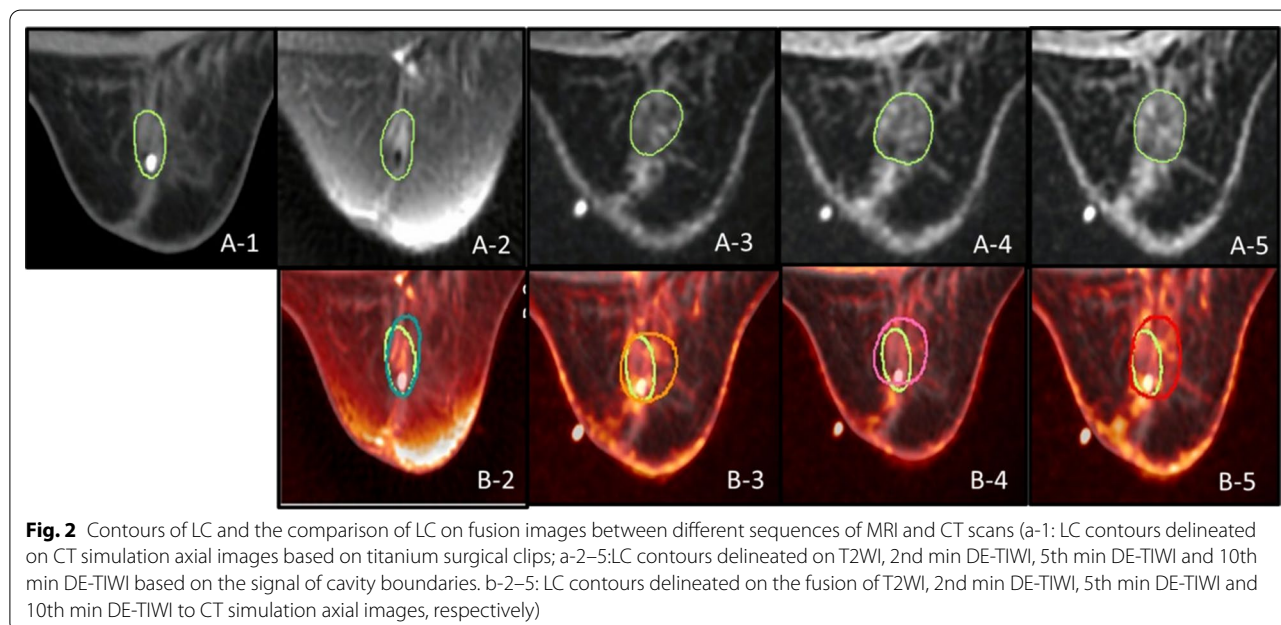 A-1
A-2
A-3
A-4
A-5
B-2
B-3
B-4
B-5
Fig. 2 Contours of LC and the comparison of LC on fusion images between different sequences of MRI and CT scans (a-1: LC contours delineated
on CT simulation axial images based on titanium surgical clips; a-2–5:LC contours delineated on T2WI, 2nd min DE-TIWI, 5th min DE-TIWI and 10th
min DE-TIWI based on the signal of cavity boundaries. b-2–5: LC contours delineated on the fusion of T2WI, 2nd min DE-TIWI, 5th min DE-TIWI and
10th min DE-TIWI to CT simulation axial images, respectively)